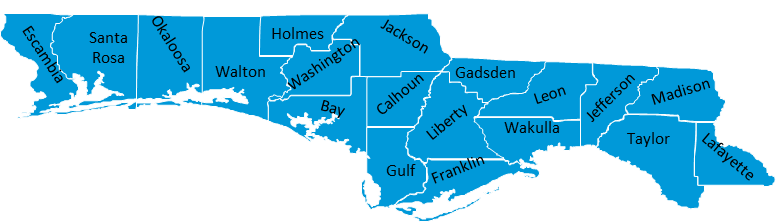 Escambia
Santa
Rosa
Okaloosa
Walton
Holmes
Washington
Jackson
Bay
Calhoun
Gulf
Gadsden
Liberty
Franklin
Leon
Wakulla
Jefferson
Madison
Taylor
Lafayette